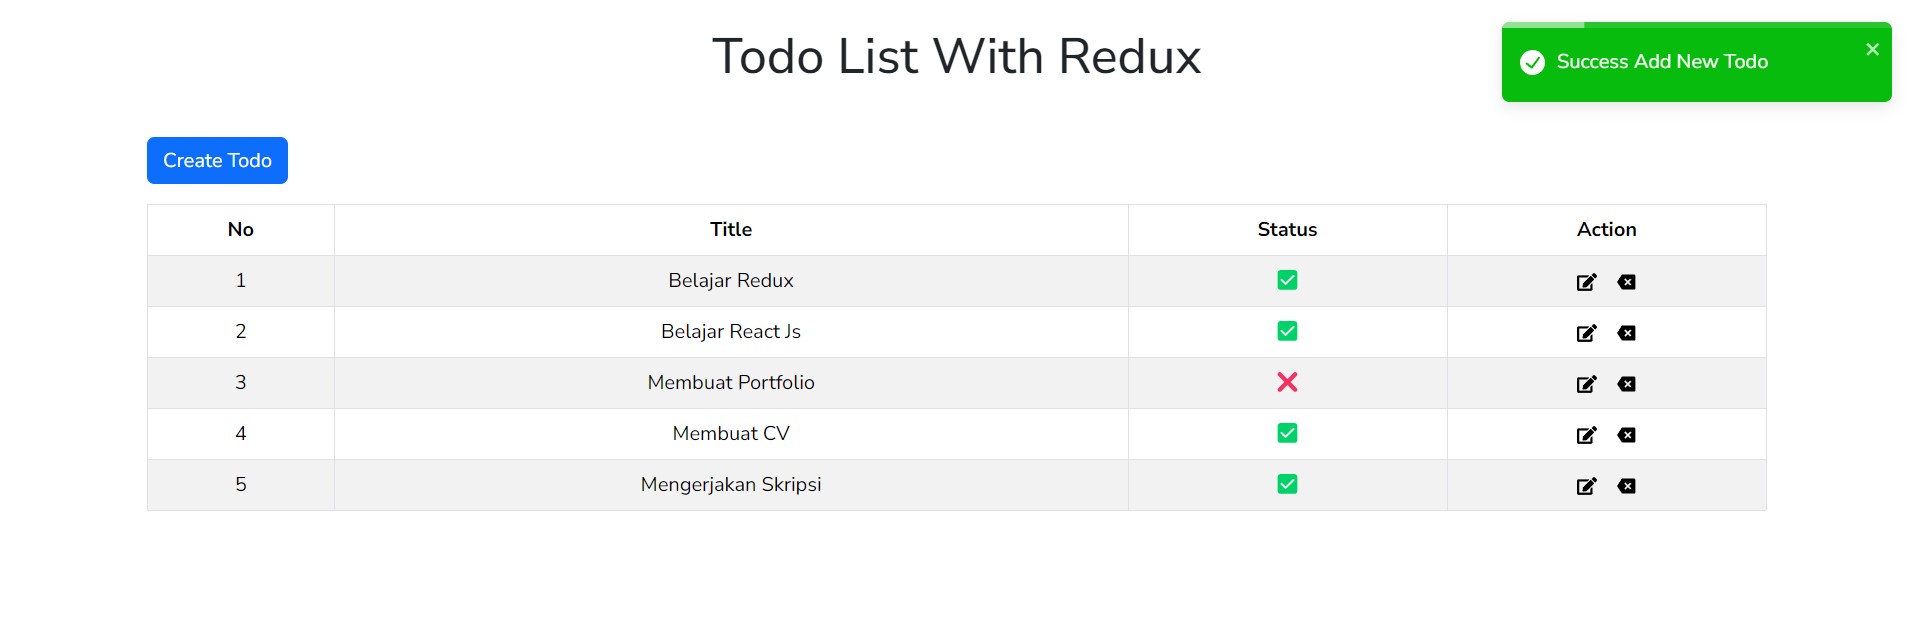 Todo List With Redux
Success Add New Todo
Create Todo
No Title Status Action
1 Belajar Redux
2 Belajar React Js
3 Membuat Portfolio
4 Membuat CV
5 Mengerjakan Skripsi